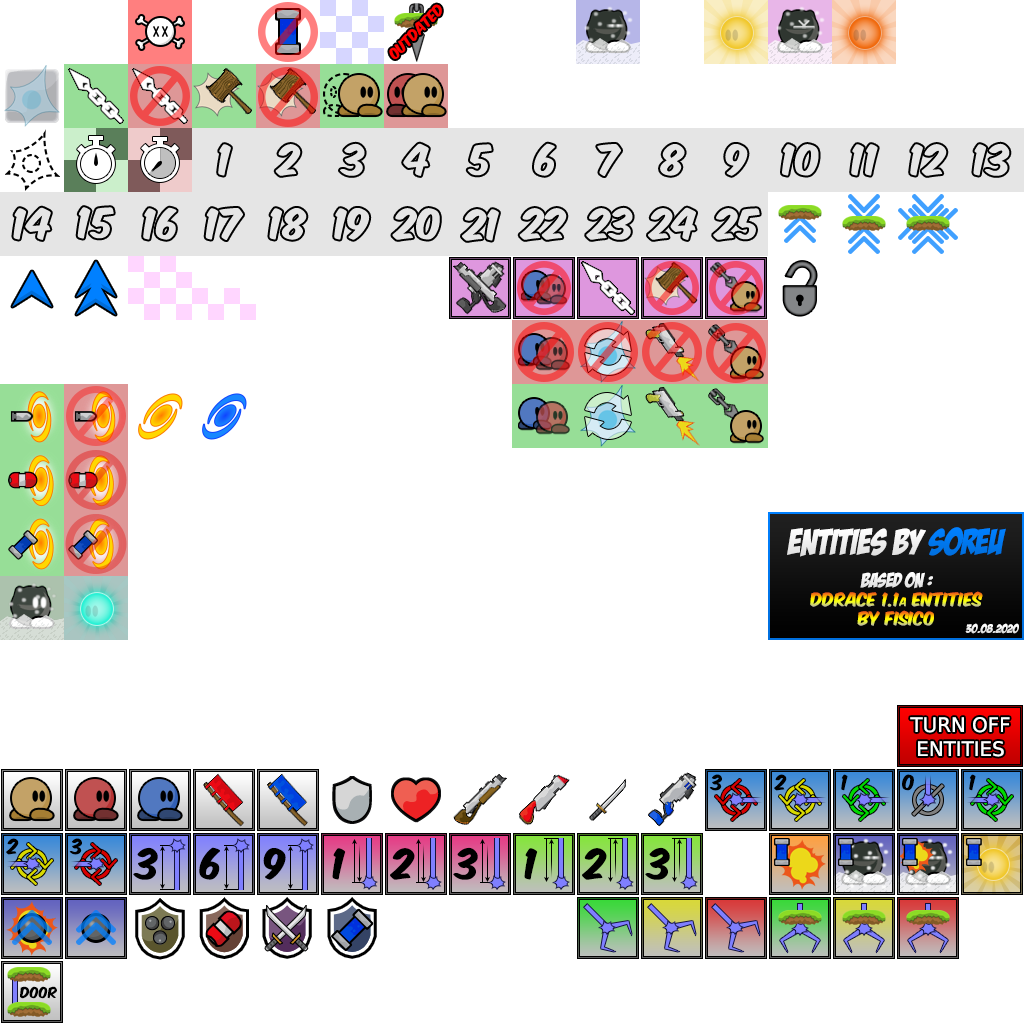 OUTDATED
1 2 3 4 5 6 7 8 9 10 11 12 13
14 15 16 17 18 19 20 21 22 23 24 25
ENTITIES BY SOREU
BASED ON :
DDRACE 1.1A ENTITIES
BY FISICO
30.08.2020
TURN OFF
ENTITIES
3 2 1 0 1
2 3 3 6 9 1 2 3 1 2 3
DOOR